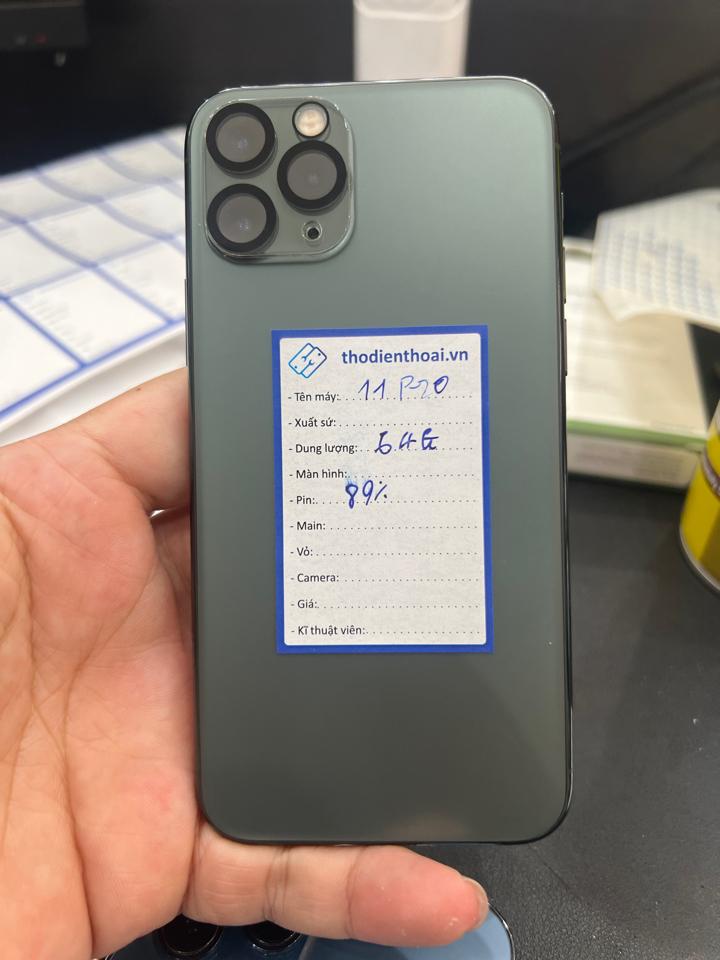 thodienthoai.vn
- Tên máy: 11 Pro
- Xuất sứ:
- Dung lượng: 64G
- Màn hình:
- Pin: 89%
- Main:
- Vỏ:
- Camera:
- Giá:
- Kĩ thuật viên: